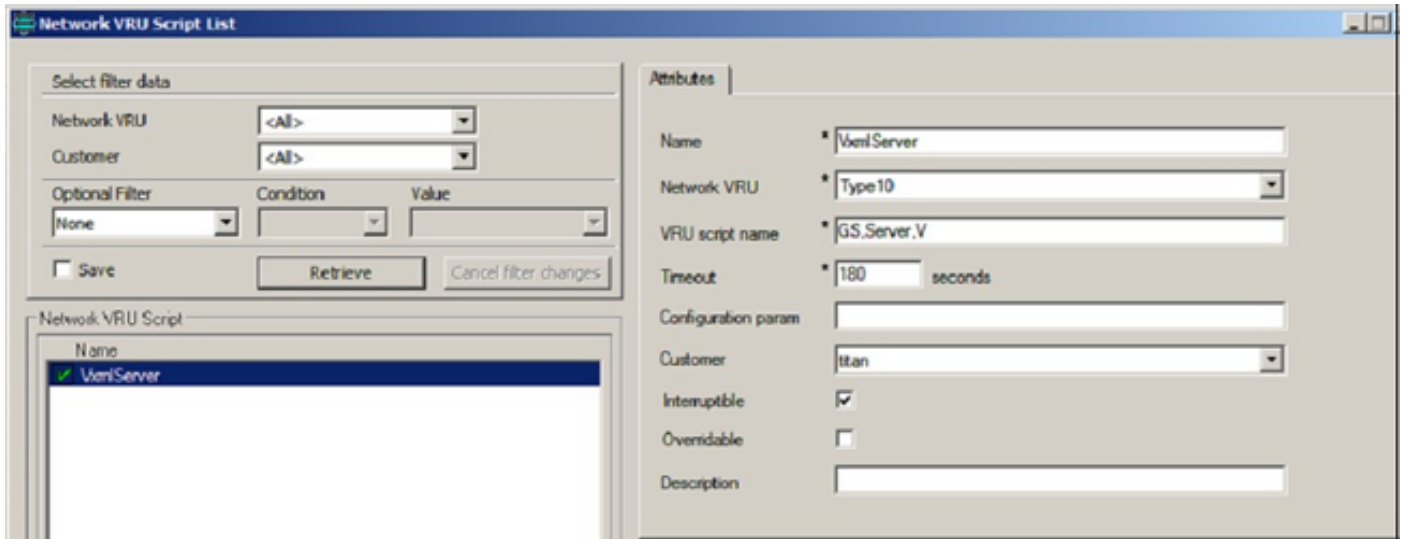 Network VRU Script List
Select filter data
Network VRU <All>
Customer <All>
Optional Filter Condition Value
None
Save Retrieve Cancel filter changes
Network VRU Script
Name
VxmlServer
Attributes
Name * VxmlServer
Network VRU * Type10
VRU script name * GS,Server,V
Timeout * 180 seconds
Configuration param
Customer titan
Interruptible
Overridable
Description